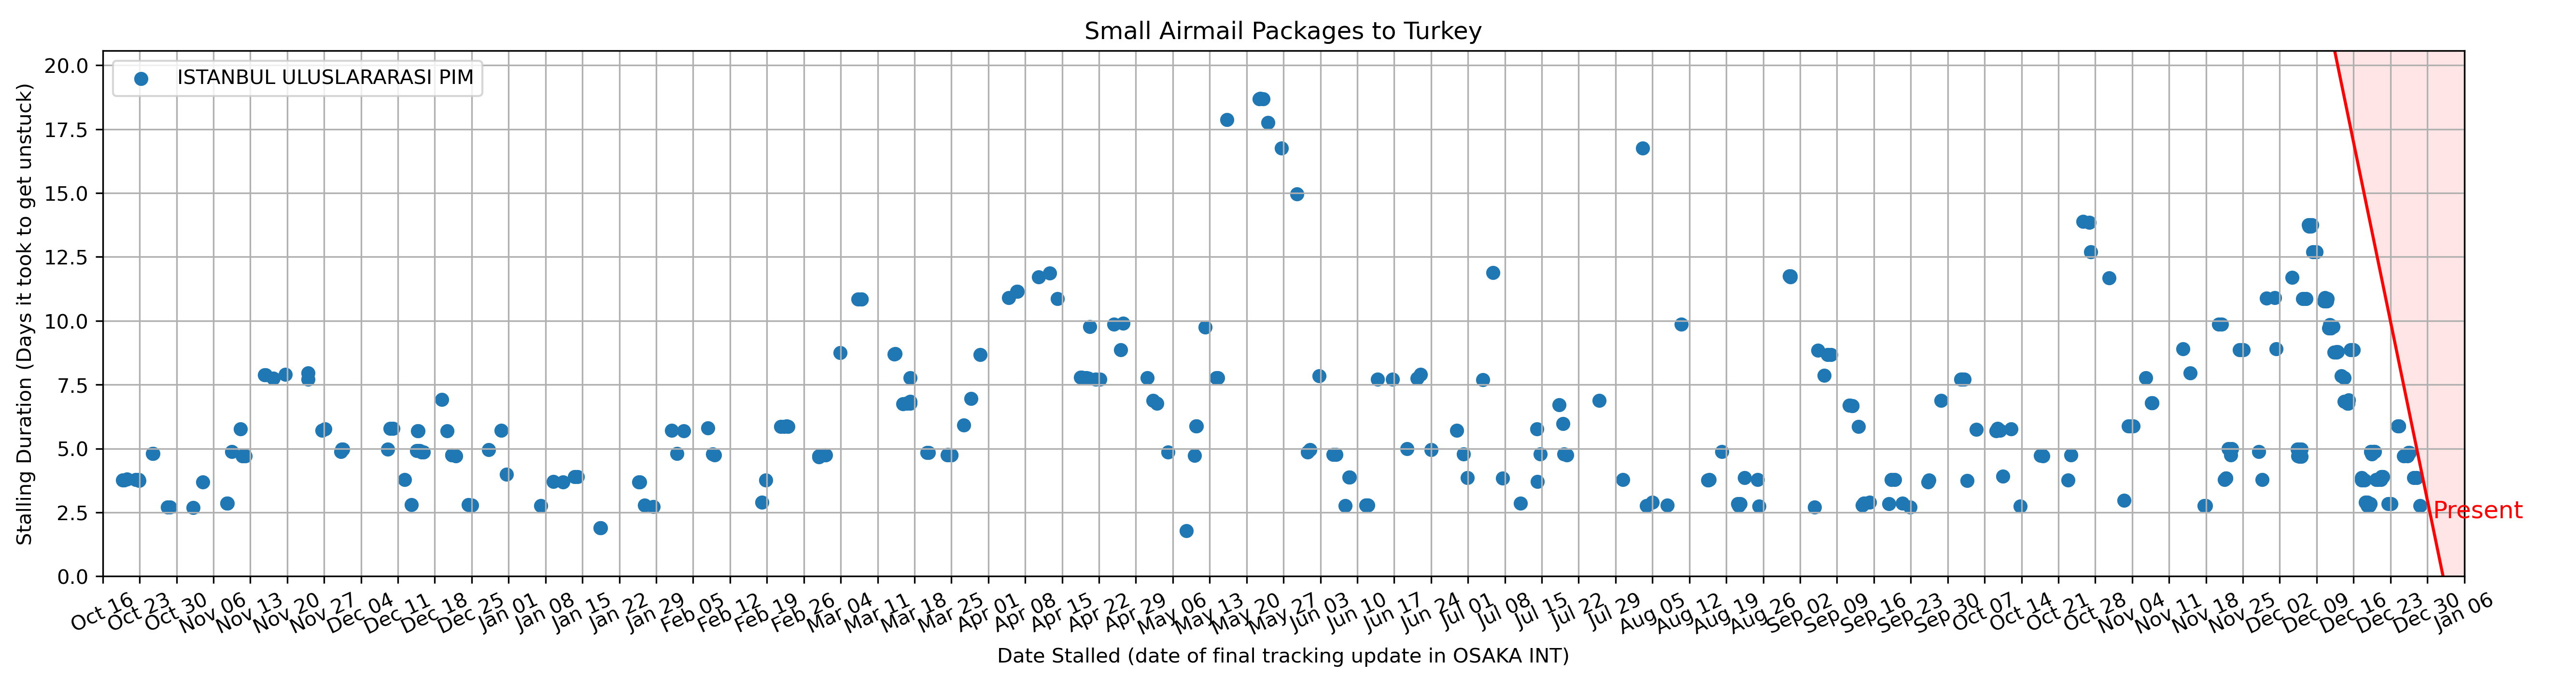 Small Airmail Packages to Turkey
ISTANBUL ULUSLARARASI PIM
Stalling Duration (Days it took to get unstuck)
20.0
17.5
15.0
12.5
10.0
7.5
5.0
2.5
0.0
Present
Oct 16 Oct 23 Oct 30 Nov 06 Nov 13 Nov 20 Nov 27 Dec 04 Dec 11 Dec 18 Dec 25 Jan 01 Jan 08 Jan 15 Jan 22 Jan 29 Feb 05 Feb 12 Feb 19 Feb 26 Mar 04 Mar 11 Mar 18 Mar 25 Apr 01 Apr 08 Apr 15 Apr 22 Apr 29 May 06 May 13 May 20 May 27 Jun 03 Jun 10 Jun 17 Jun 24 Jul 01 Jul 08 Jul 15 Jul 22 Jul 29 Aug 05 Aug 12 Aug 19 Aug 26 Sep 02 Sep 09 Sep 16 Sep 23 Sep 30 Oct 07 Oct 14 Oct 21 Oct 28 Nov 04 Nov 11 Nov 18 Nov 25 Dec 02 Dec 09 Dec 16 Dec 23 Dec 30 Jan 06
Date Stalled (date of final tracking update in OSAKA INT)